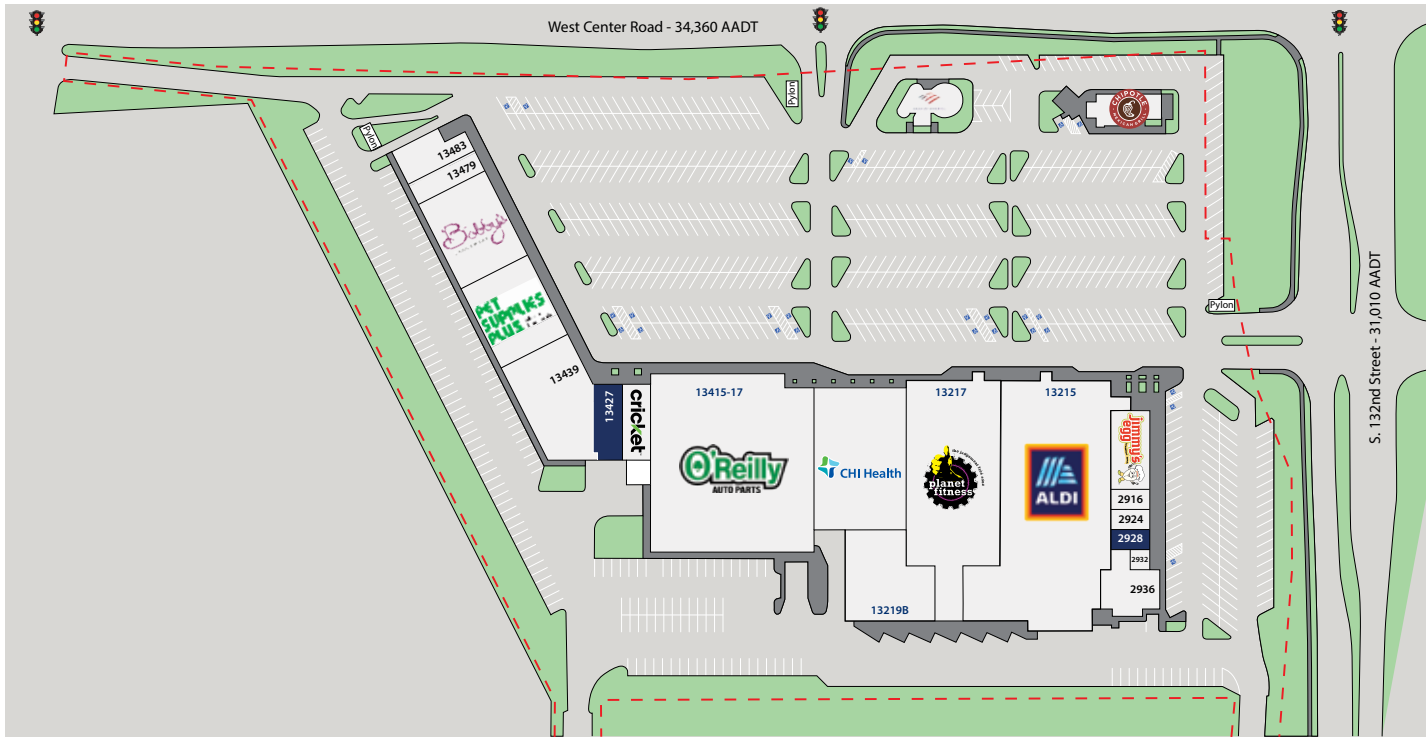 West Center Road - 34,360 AADT
Pylon
Pylon
CHIPOTLE
MEXICAN GRILL
13483
13479
Bobby's
PET
SUPPLIES
PLUS
13439
Pylon
S. 132nd Street - 31,010 AADT
13427
cricket
13415-17
O'Reilly
AUTO PARTS
CHI Health
13217
planet
fitness
13215
ALDI
jimmy's
egg
2916
2924
2928
2932
2936
13219B